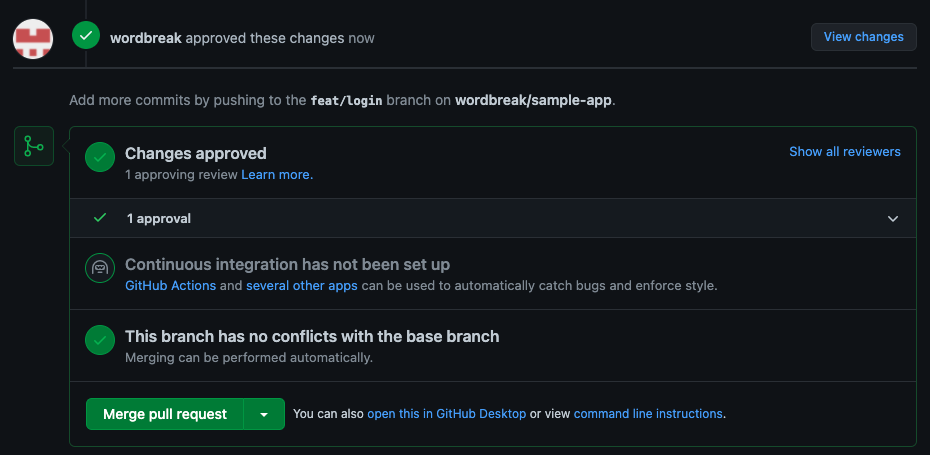 wordbreak approved these changes now
View changes
Add more commits by pushing to the feat/login branch on wordbreak/sample-app.
Changes approved
Show all reviewers
1 approving review Learn more.
1 approval
Continuous integration has not been set up
GitHub Actions and several other apps can be used to automatically catch bugs and enforce style.
This branch has no conflicts with the base branch
Merging can be performed automatically.
Merge pull request
You can also open this in GitHub Desktop or view command line instructions.